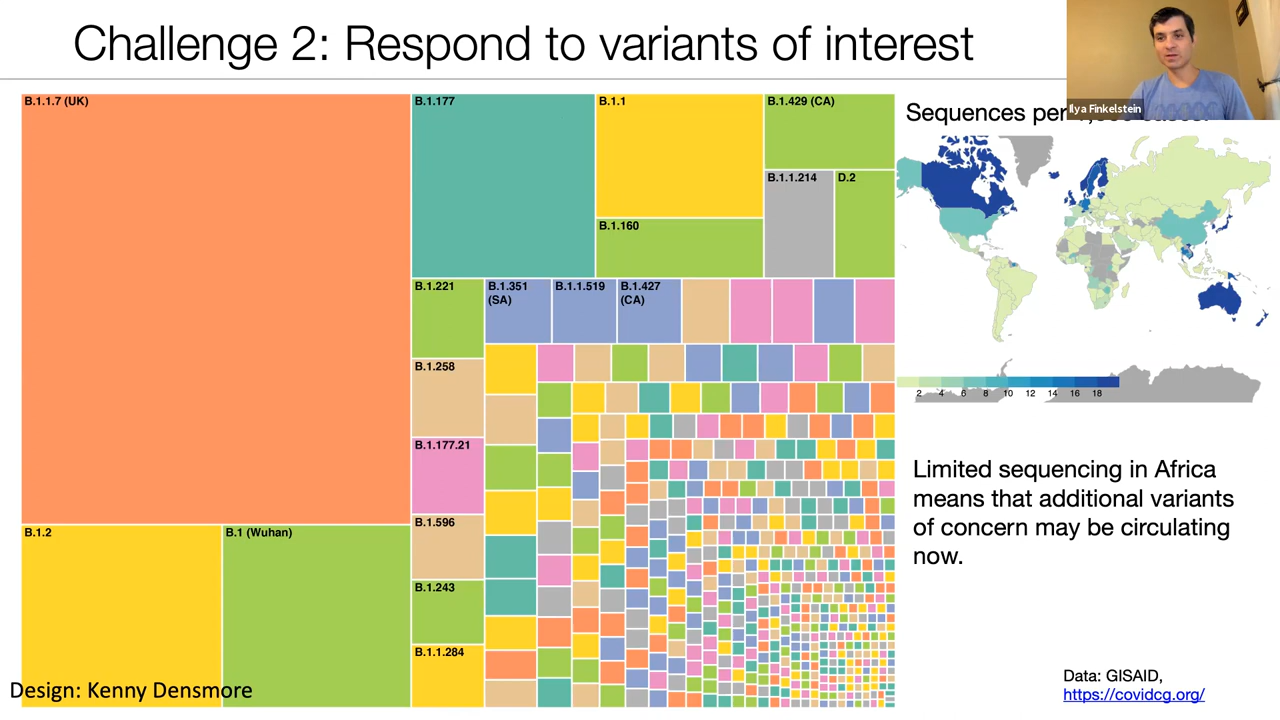 Challenge 2: Respond to variants of interest
Ilya Finkelstein
B.1.1.7 (UK)
B.1.177
B.1.1
B.1.429 (CA)
B.1.160
B.1.1.214
D.2
B.1.221
B.1.351
(SA)
B.1.1.519
B.1.427
(CA)
B.1.258
B.1.177.21
B.1.596
B.1.243
B.1.1.284
B.1.2
B.1 (Wuhan)
Design: Kenny Densmore
Sequences per
2 4 6 8 10 12 14 16 18
Limited sequencing in Africa
means that additional variants
of concern may be circulating
now.
Data: GISAID,
https://covidcg.org/